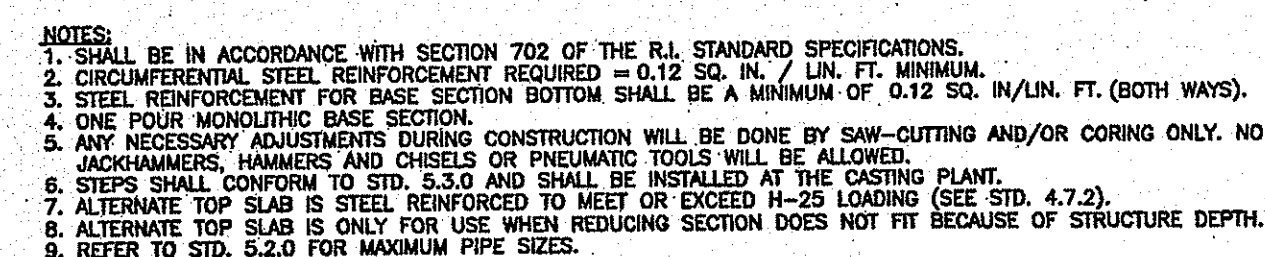 NOTES:
1. SHALL BE IN ACCORDANCE WITH SECTION 702 OF THE R.I. STANDARD SPECIFICATIONS.
2. CIRCUMFERENTIAL STEEL REINFORCEMENT REQUIRED = 0.12 SQ. IN. / LIN. FT. MINIMUM.
3. STEEL REINFORCEMENT FOR BASE SECTION BOTTOM SHALL BE A MINIMUM OF 0.12 SQ. IN/LIN. FT. (BOTH WAYS).
4. ONE POUR MONOLITHIC BASE SECTION.
5. ANY NECESSARY ADJUSTMENTS DURING CONSTRUCTION WILL BE DONE BY SAW-CUTTING AND/OR CORING ONLY. NO
JACKHAMMERS, HAMMERS AND CHISELS OR PNEUMATIC TOOLS WILL BE ALLOWED.
6. STEPS SHALL CONFORM TO STD. 5.3.0 AND SHALL BE INSTALLED AT THE CASTING PLANT.
7. ALTERNATE TOP SLAB IS STEEL REINFORCED TO MEET OR EXCEED H-25 LOADING (SEE STD. 4.7.2).
8. ALTERNATE TOP SLAB IS ONLY FOR USE WHEN REDUCING SECTION DOES NOT FIT BECAUSE OF STRUCTURE DEPTH.
9. REFER TO STD. 5.2.0 FOR MAXIMUM PIPE SIZES.